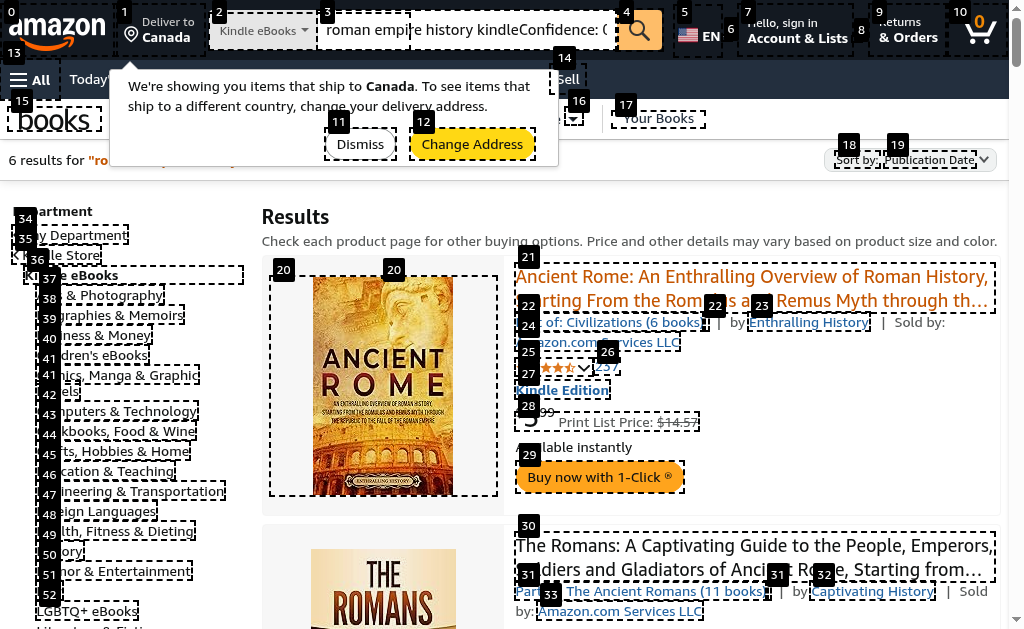 amazon
Deliver to
Canada
Kindle eBooks
roman empire history kindleConfidence:
EN
Hello, sign in
Account & Lists
Returns
& Orders
0
All
Today
Sell
We're showing you items that ship to Canada. To see items that
ship to a different country, change your delivery address.
Dismiss
Change Address
books
Your Books
6 results for "ro
Sort by: Publication Date
Results
Check each product page for other buying options. Price and other details may vary based on product size and color.
0
1
2
3
4
5
6
7
8
9
10
11
12
13
14
15
16
17
18
19
20
20
21
22
22
23
24
25
26
27
28
29
30
31
31
32
33
34
35
36
37
38
39
40
41
41
42
43
44
45
46
47
48
49
50
51
52
Department
Any Department
Kindle Store
Kindle eBooks
& Photography
Biographies & Memoirs
Business & Money
Children's eBooks
Comics, Manga & Graphic
Novels
Computers & Technology
Cookbooks, Food & Wine
Crafts, Hobbies & Home
Education & Teaching
Engineering & Transportation
Foreign Languages
Health, Fitness & Dieting
History
Humor & Entertainment
LGBTQ+ eBooks
ANCIENT
ROME
AN ENTHRALLING OVERVIEW OF ROMAN HISTORY,
STARTING FROM THE ROMULUS AND REMUS MYTH THROUGH
THE REPUBLIC TO THE FALL OF THE ROMAN EMPIRE
ENTHRALLING HISTORY
Ancient Rome: An Enthralling Overview of Roman History,
Starting From the Romulus and Remus Myth through th…
Part of: Civilizations (6 books) | by Enthralling History | Sold by:
Amazon.com Services LLC
237
Kindle Edition
99 Print List Price: $14.57
Available instantly
Buy now with 1-Click ®
THE
ROMANS
The Romans: A Captivating Guide to the People, Emperors,
Soldiers and Gladiators of Ancient Rome, Starting from…
Part of: The Ancient Romans (11 books) | by Captivating History | Sold
by: Amazon.com Services LLC